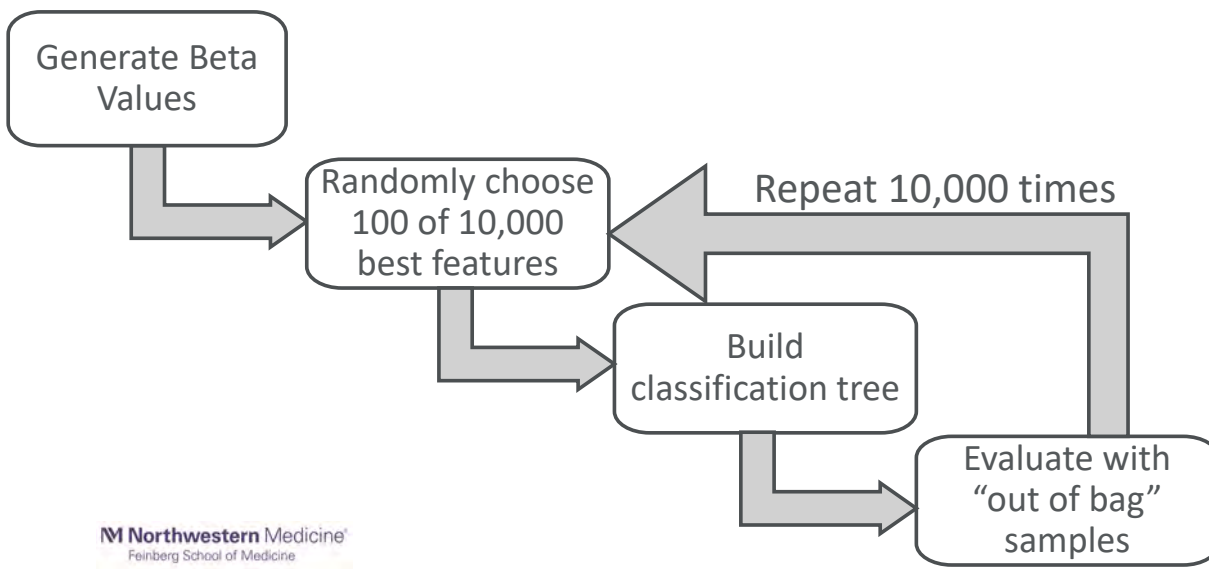 Generate Beta
Values
Randomly choose
100 of 10,000
best features
Repeat 10,000 times
Build
classification tree
Evaluate with
“out of bag”
samples
M Northwestern Medicine®
Feinberg School of Medicine